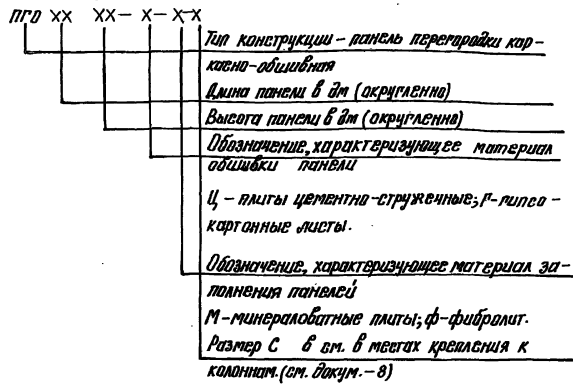 ПГО ХХ ХХ- Х- Х-Х
Тип конструкции - панель перегородки кар-
касно-обшивная
Длина панели в дм (округленно)
Высота панели в дм (округленно)
Обозначение, характеризующее материал
обшивки панели
Ц - плиты цементно-стружечные; Г-гипсо-
картонные листы.
Обозначение, характеризующее материал за-
полнения панелей
М-минераловатные плиты; ф-фибролит.
Размер С в см. в местах крепления к
колоннам. (см. докум.-8)